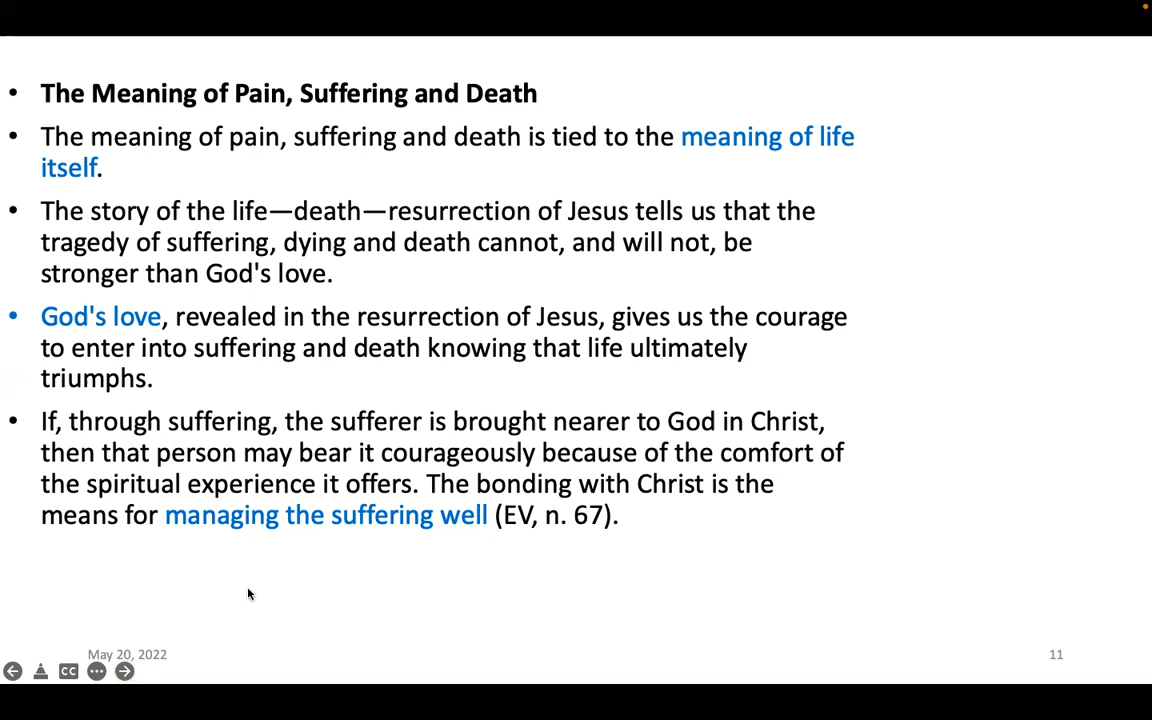 • The Meaning of Pain, Suffering and Death
• The meaning of pain, suffering and death is tied to the meaning of life
itself.
• The story of the life—death—resurrection of Jesus tells us that the
tragedy of suffering, dying and death cannot, and will not, be
stronger than God's love.
• God's love, revealed in the resurrection of Jesus, gives us the courage
to enter into suffering and death knowing that life ultimately
triumphs.
• If, through suffering, the sufferer is brought nearer to God in Christ,
then that person may bear it courageously because of the comfort of
the spiritual experience it offers. The bonding with Christ is the
means for managing the suffering well (EV, n. 67).
May 20, 2022
11
CC